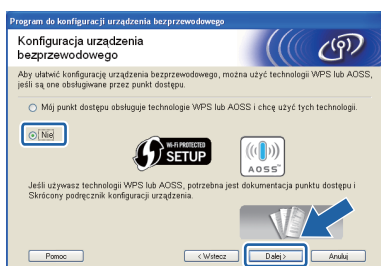 Program do konfiguracji urządzenia bezprzewodowego
Konfiguracja urządzenia
bezprzewodowego
Aby ułatwić konfigurację urządzenia bezprzewodowego, można użyć technologii WPS lub AOSS,
jeśli są one obsługiwane przez punkt dostępu.
Mój punkt dostępu obsługuje technologie WPS lub AOSS i chcę użyć tych technologii.
Nie
WI-FI PROTECTED
SETUP
AOSS
Jeśli używasz technologii WPS lub AOSS, potrzebna jest dokumentacja punktu dostępu i
Skrócony podręcznik konfiguracji urządzenia.
Pomoc
< Wstecz
Dalej >
Anuluj